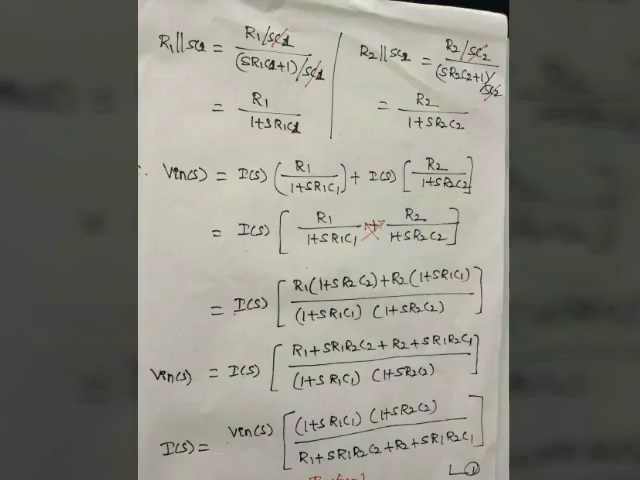 R1||SC1 = R1/SC1 / (SR1C1+1)/SC1
= R1 / 1+SR1C1
R2||SC2 = R2/SC2 / (SR2C2+1)/SC2
= R2 / 1+SR2C2
Vin(s) = I(s) (R1 / 1+SR1C1) + I(s) [R2 / 1+SR2C2]
= I(s) [R1 / 1+SR1C1 + R2 / 1+SR2C2]
= I(s) [R1(1+SR2C2)+R2(1+SR1C1) / (1+SR1C1) (1+SR2C2)]
Vin(s) = I(s) [R1+SR1R2C2+R2+SR1R2C1 / (1+SR1C1) (1+SR2C2)]
I(s) = Vin(s) [(1+SR1C1) (1+SR2C2) / R1+SR1R2C2+R2+SR1R2C1]
①